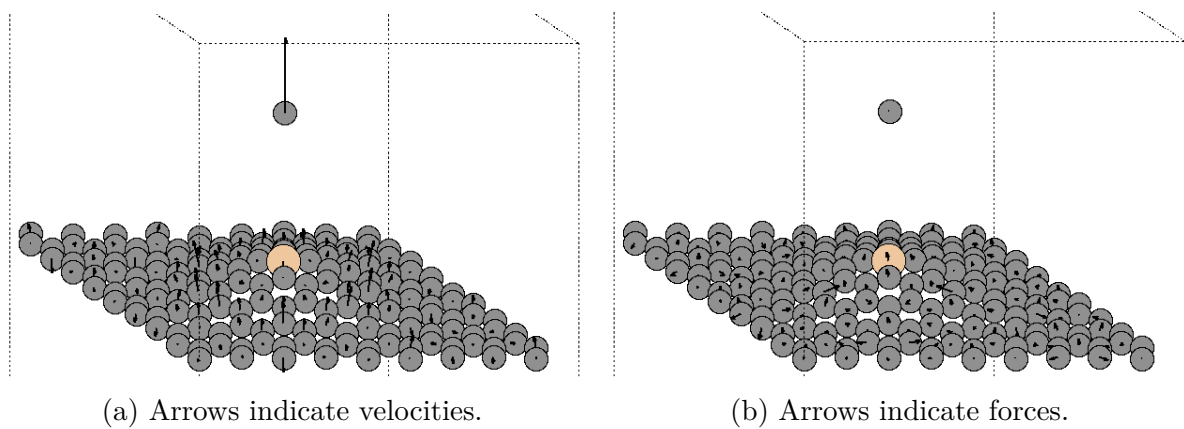 (a) Arrows indicate velocities.
(b) Arrows indicate forces.